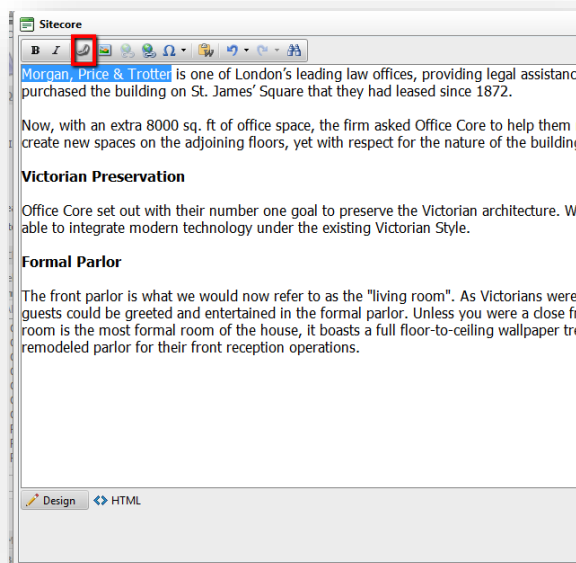 Sitecore
B I Ω
Morgan, Price & Trotter is one of London's leading law offices, providing legal assistanc
purchased the building on St. James' Square that they had leased since 1872.
Now, with an extra 8000 sq. ft of office space, the firm asked Office Core to help them
create new spaces on the adjoining floors, yet with respect for the nature of the building
Victorian Preservation
Office Core set out with their number one goal to preserve the Victorian architecture. W
able to integrate modern technology under the existing Victorian Style.
Formal Parlor
The front parlor is what we would now refer to as the "living room". As Victorians were
guests could be greeted and entertained in the formal parlor. Unless you were a close f
room is the most formal room of the house, it boasts a full floor-to-ceiling wallpaper tre
remodeled parlor for their front reception operations.
Design HTML